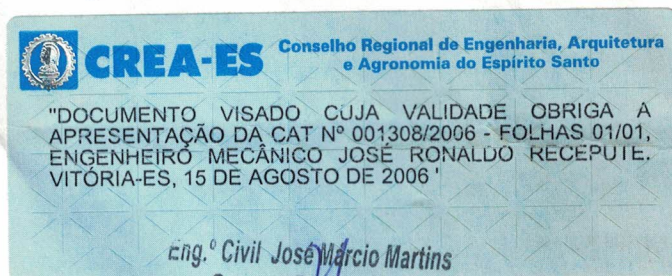 CREA-ES
Conselho Regional de Engenharia, Arquitetura
e Agronomia do Espírito Santo
"DOCUMENTO VISADO CUJA VALIDADE OBRIGA A
APRESENTAÇÃO DA CAT Nº 001308/2006 - FOLHAS 01/01,
ENGENHEIRO MECÂNICO JOSÉ RONALDO RECEPUTE.
VITÓRIA-ES, 15 DE AGOSTO DE 2006'
Eng.º Civil José Márcio Martins